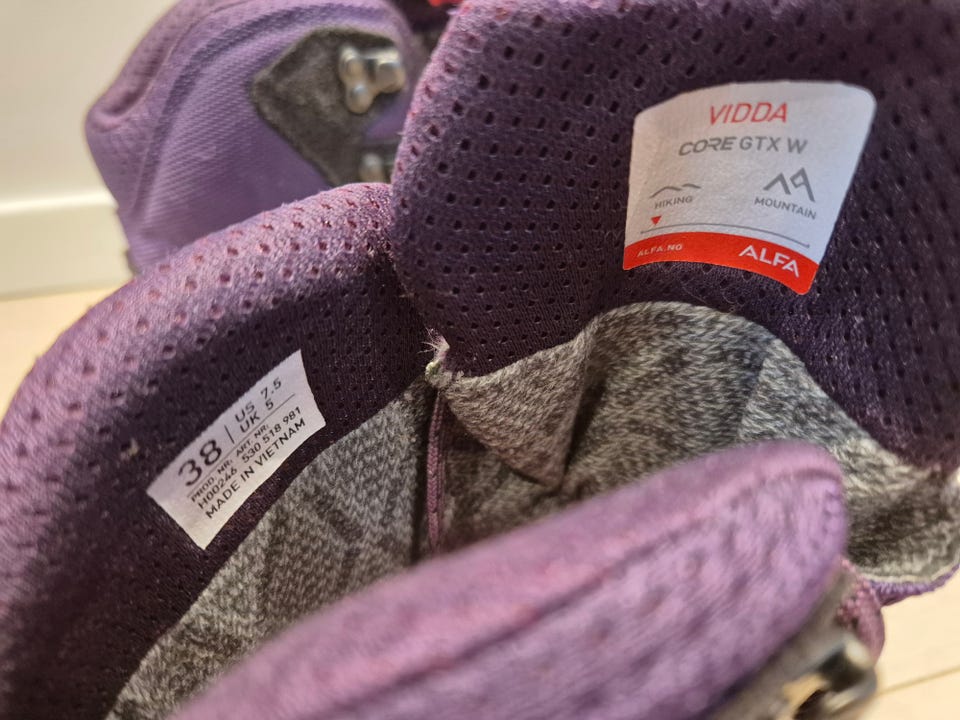 VIDDA
CORE GTX W
HIKING MOUNTAIN
ALFA.NO ALFA
38 | US 7.5
UK 5
PROD. NR. ART. NR.
H00246 530 518 981
MADE IN VIETNAM